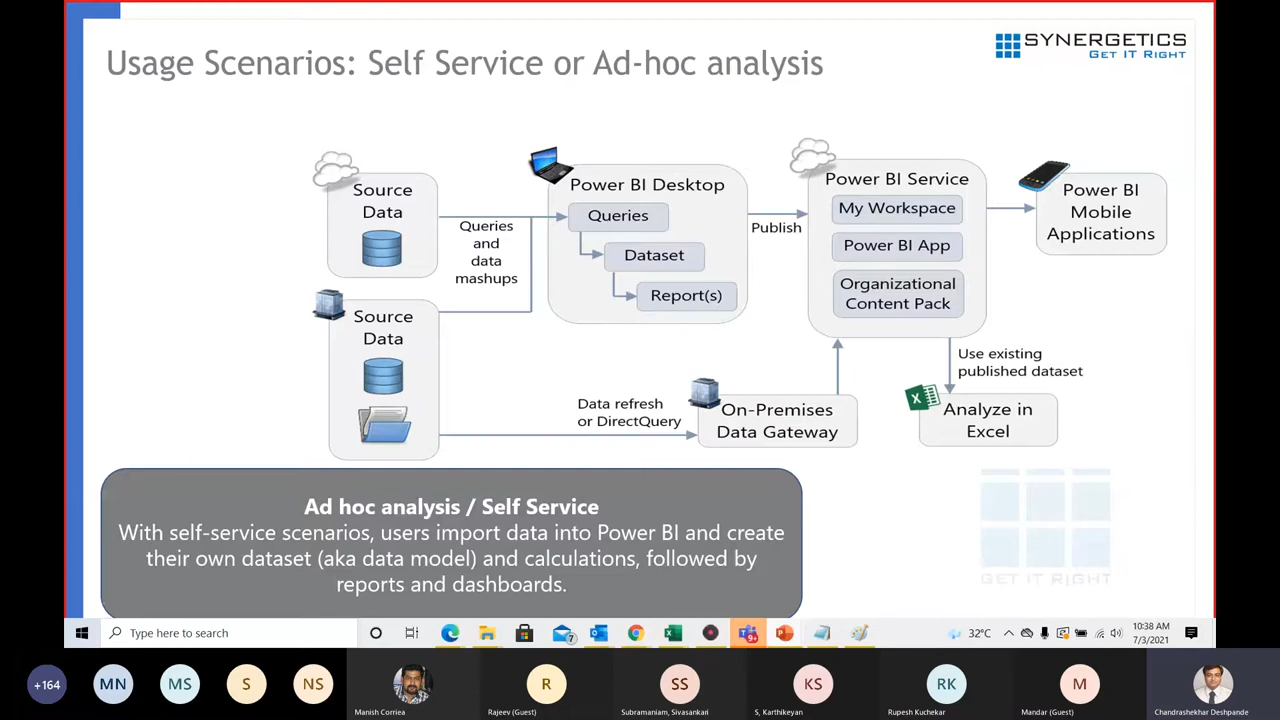 Usage Scenarios: Self Service or Ad-hoc analysis
SYNERGETICS
GET IT RIGHT
Source
Data
Queries
and
data
mashups
Source
Data
Power BI Desktop
Queries
Dataset
Report(s)
Publish
Power BI Service
My Workspace
Power BI App
Organizational
Content Pack
Power BI
Mobile
Applications
Use existing
published dataset
Analyze in
Excel
Data refresh
or DirectQuery
On-Premises
Data Gateway
Ad hoc analysis / Self Service
With self-service scenarios, users import data into Power BI and create
their own dataset (aka data model) and calculations, followed by
reports and dashboards.
GET IT RIGHT
Type here to search
7
9+
32°C
10:38 AM
7/3/2021
+164
MN
MS
S
NS
R
SS
KS
RK
M
Manish Corriea
Rajeev (Guest)
Subramaniam, Sivasankari
S, Karthikeyan
Rupesh Kuchekar
Mandar (Guest)
Chandrashekhar Deshpande